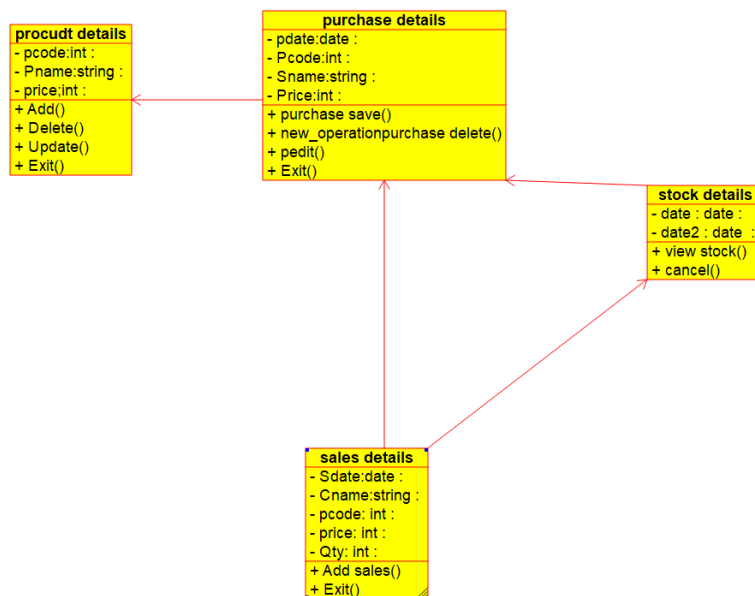 procudt details
- pcode:int :
- Pname:string :
- price;int :
+ Add()
+ Delete()
+ Update()
+ Exit()
purchase details
- pdate:date :
- Pcode:int :
- Sname:string :
- Price:int :
+ purchase save()
+ new_operationpurchase delete()
+ pedit()
+ Exit()
stock details
- date : date :
- date2 : date :
+ view stock()
+ cancel()
sales details
- Sdate:date :
- Cname:string :
- pcode: int :
- price: int :
- Qty: int :
+ Add sales()
+ Exit()